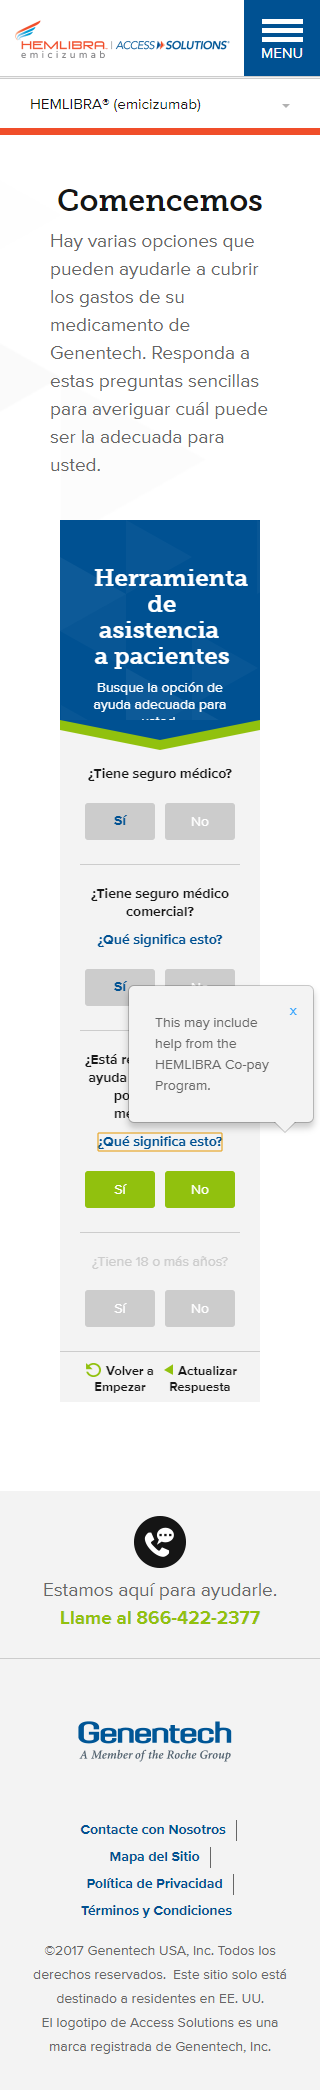 HEMLIBRA. | ACCESS SOLUTIONS®
emicizumab
MENU
HEMLIBRA® (emicizumab)
Comencemos
Hay varias opciones que
pueden ayudarle a cubrir
los gastos de su
medicamento de
Genentech. Responda a
estas preguntas sencillas
para averiguar cuál puede
ser la adecuada para
usted.
Herramienta
de
asistencia
a pacientes
Busque la opción de
ayuda adecuada para
usted
¿Tiene seguro médico?
Sí No
¿Tiene seguro médico
comercial?
¿Qué significa esto?
Sí No
This may include
help from the
HEMLIBRA Co-pay
Program.
x
¿Está re
ayuda
po
me
¿Qué significa esto?
Sí No
¿Tiene 18 o más años?
Sí No
Volver a
Empezar
Actualizar
Respuesta
Estamos aquí para ayudarle.
Llame al 866-422-2377
Genentech
A Member of the Roche Group
Contacte con Nosotros
Mapa del Sitio
Política de Privacidad
Términos y Condiciones
©2017 Genentech USA, Inc. Todos los
derechos reservados. Este sitio solo está
destinado a residentes en EE. UU.
El logotipo de Access Solutions es una
marca registrada de Genentech, Inc.